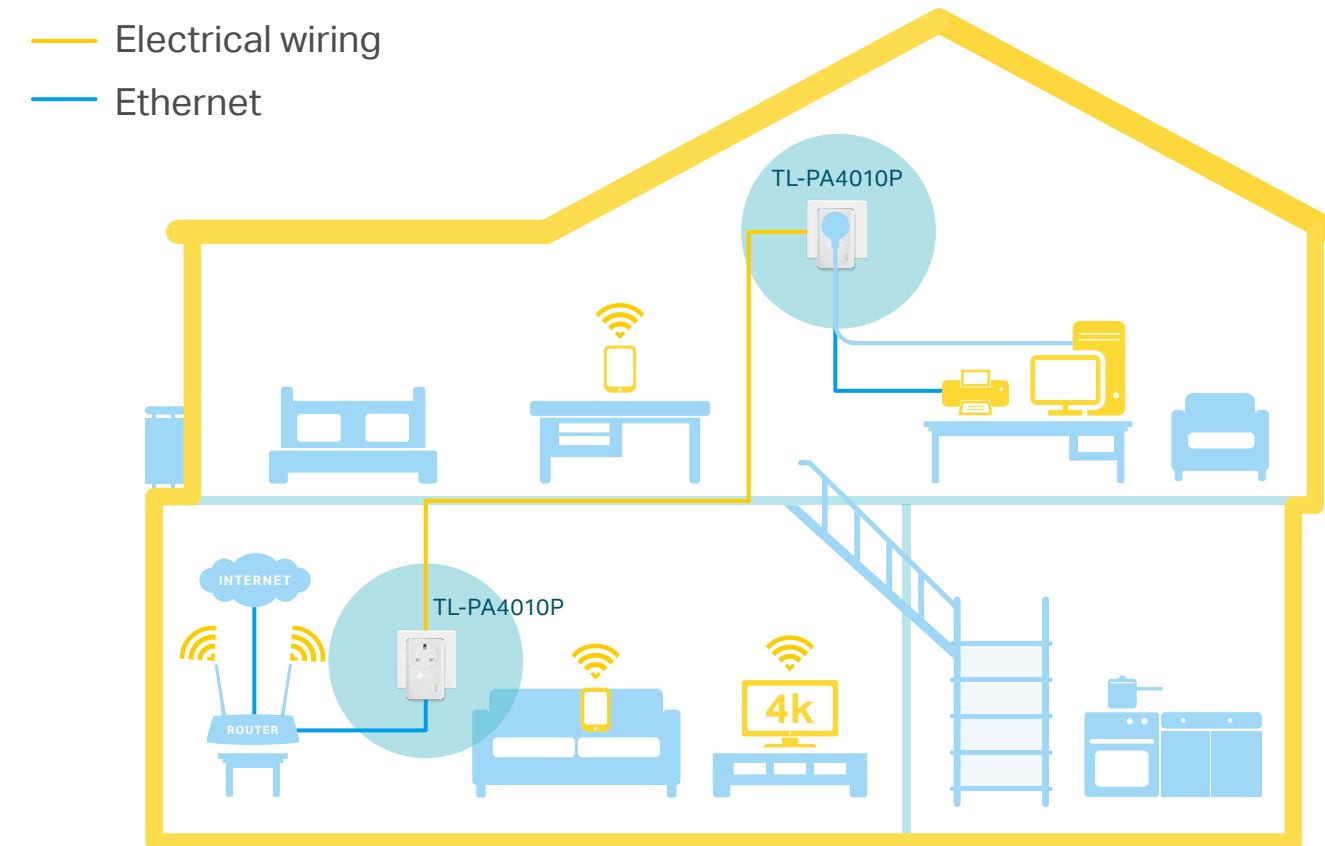 Electrical wiring
Ethernet
TL-PA4010P
INTERNET
TL-PA4010P
4k
ROUTER